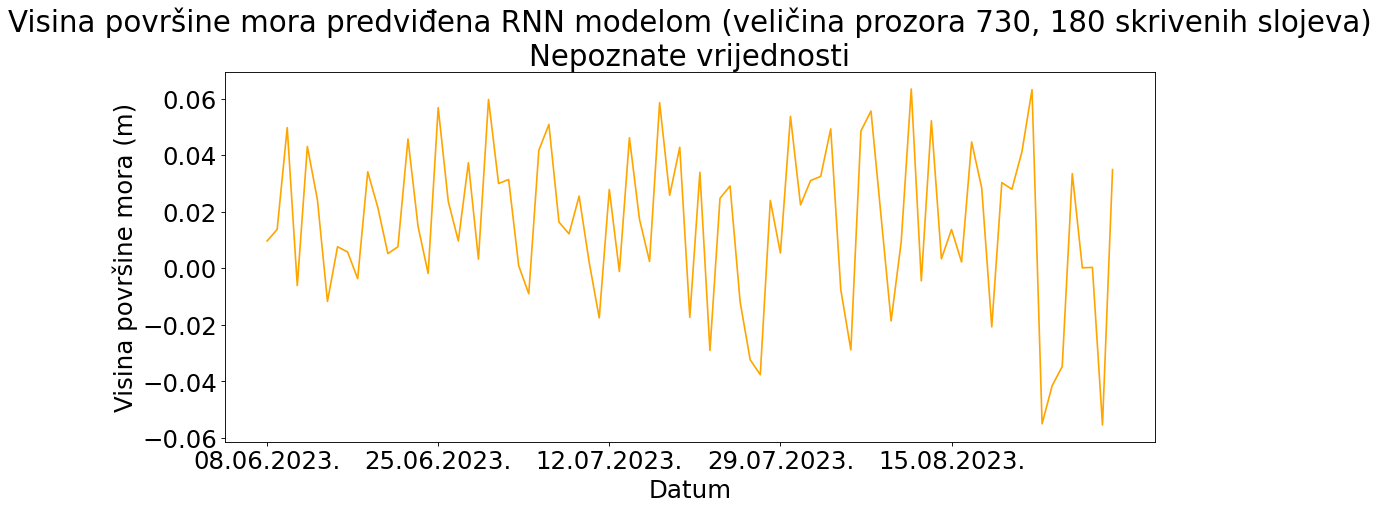 Visina površine mora predviđena RNN modelom (veličina prozora 730, 180 skrivenih slojeva)
Nepoznate vrijednosti
Visina površine mora (m)
0.06
0.04
0.02
0.00
−0.02
−0.04
−0.06
08.06.2023. 25.06.2023. 12.07.2023. 29.07.2023. 15.08.2023.
Datum